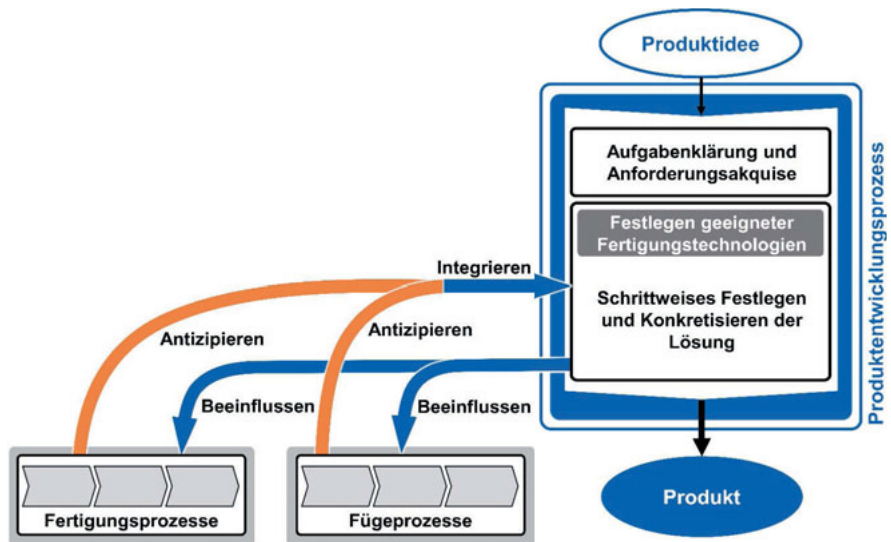 Produktidee
Aufgabenklärung und
Anforderungsakquise
Festlegen geeigneter
Fertigungstechnologien
Schrittweises Festlegen
und Konkretisieren der
Lösung
Produktentwicklungsprozess
Integrieren
Antizipieren
Antizipieren
Beeinflussen
Beeinflussen
Fertigungsprozesse
Fügeprozesse
Produkt